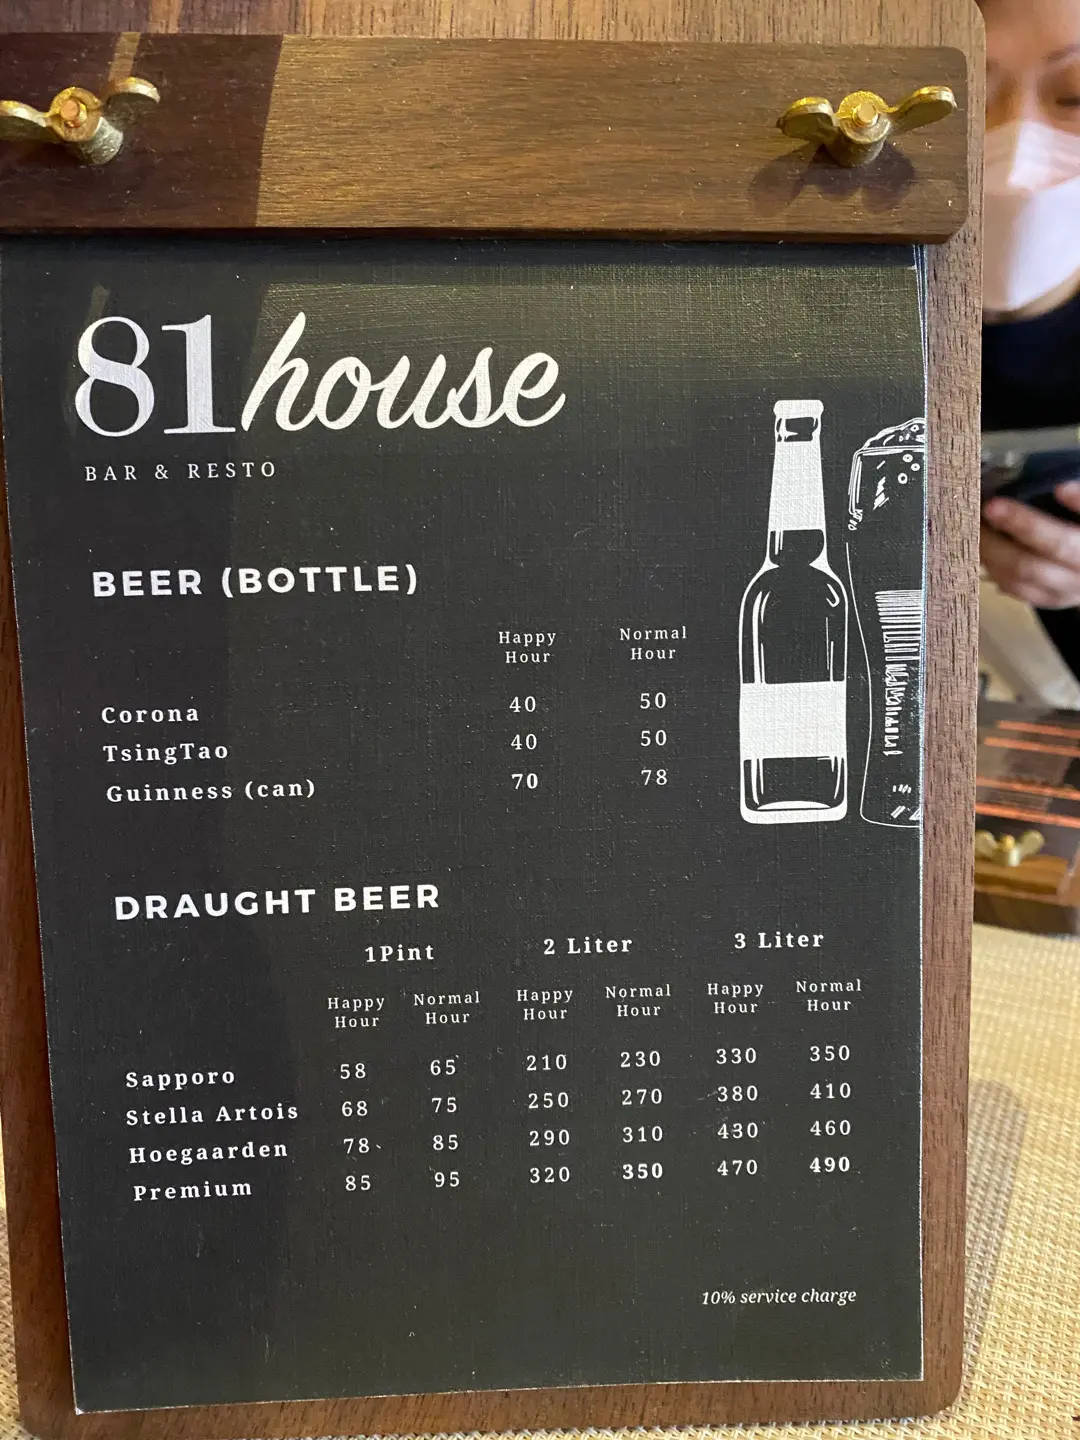 81house
BAR & RESTO
BEER (BOTTLE)
Happy Hour Normal Hour
Corona 40 50
TsingTao 40 50
Guinness (can) 70 78
DRAUGHT BEER
1Pint 2 Liter 3 Liter
Happy Hour Normal Hour Happy Hour Normal Hour Happy Hour Normal Hour
Sapporo 58 65 210 230 330 350
Stella Artois 68 75 250 270 380 410
Hoegaarden 78 85 290 310 430 460
Premium 85 95 320 350 470 490
10% service charge